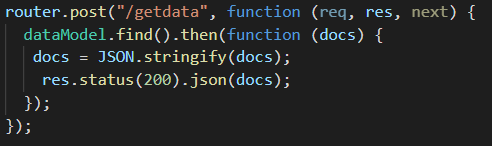 router.post("/getdata", function (req, res, next) {
  dataModel.find().then(function (docs) {
   docs = JSON.stringify(docs);
    res.status(200).json(docs);
  });
});